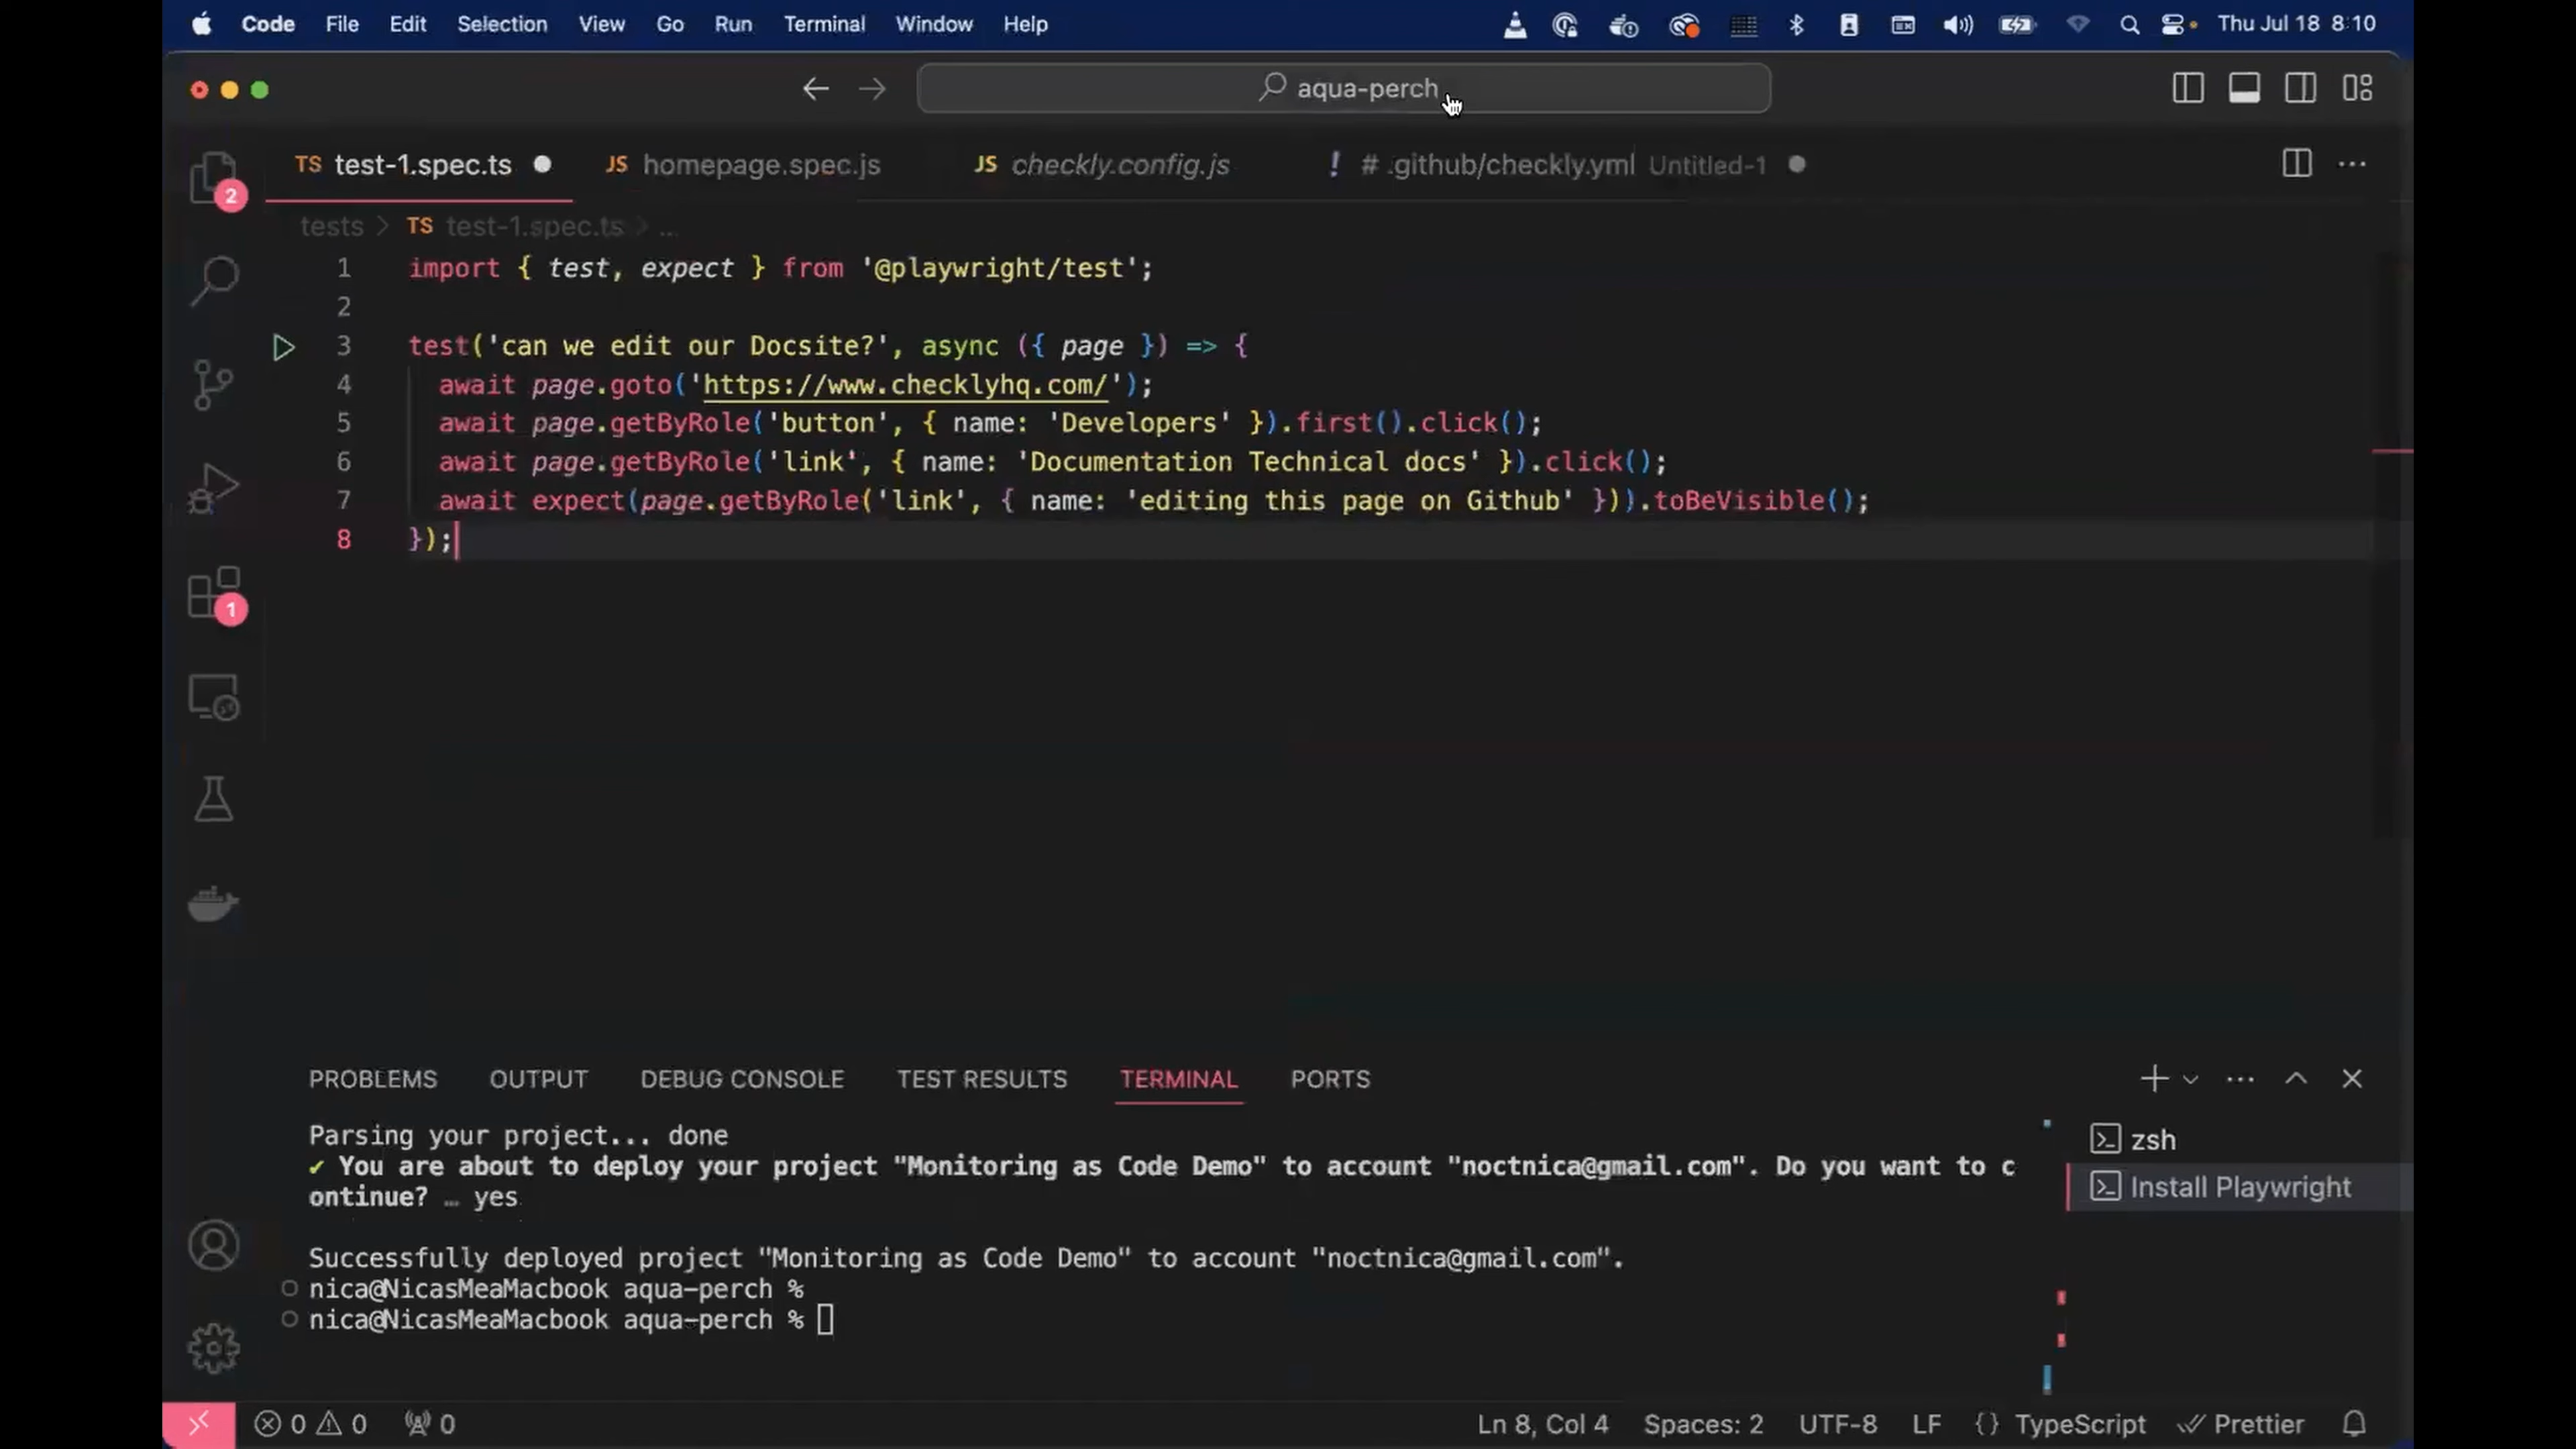 Code File Edit Selection View Go Run Terminal Window Help Thu Jul 18 8:10
aqua-perch
TS test-1.spec.ts JS homepage.spec.js JS checkly.config.js ! # .github/checkly.yml Untitled-1
2
tests > TS test-1.spec.ts > ...
1 import { test, expect } from '@playwright/test';
2
3 test('can we edit our Docsite?', async ({ page }) => {
4 await page.goto('https://www.checklyhq.com/');
5 await page.getByRole('button', { name: 'Developers' }).first().click();
6 await page.getByRole('link', { name: 'Documentation Technical docs' }).click();
7 await expect(page.getByRole('link', { name: 'editing this page on Github' })).toBeVisible();
8 });
1
PROBLEMS OUTPUT DEBUG CONSOLE TEST RESULTS TERMINAL PORTS
Parsing your project... done
✔ You are about to deploy your project "Monitoring as Code Demo" to account "noctnica@gmail.com". Do you want to c
ontinue? … yes
Successfully deployed project "Monitoring as Code Demo" to account "noctnica@gmail.com".
nica@NicasMeaMacbook aqua-perch %
nica@NicasMeaMacbook aqua-perch %
zsh
Install Playwright
0 0 0 Ln 8, Col 4 Spaces: 2 UTF-8 LF {} TypeScript Prettier